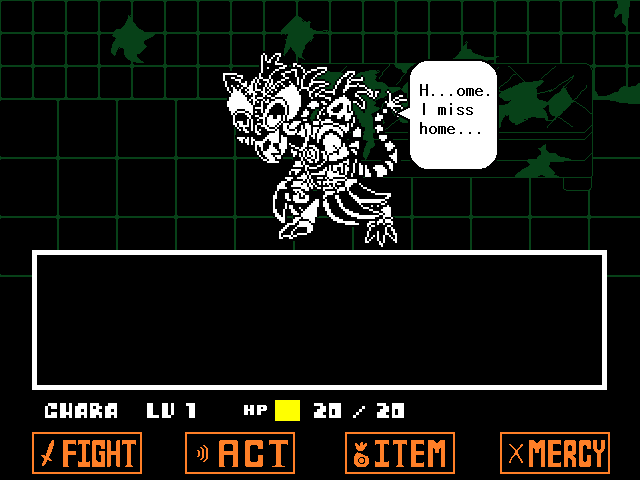 H...ome.
I miss
home...
CHARA LV 1 HP 20 / 20
FIGHT ACT ITEM MERCY